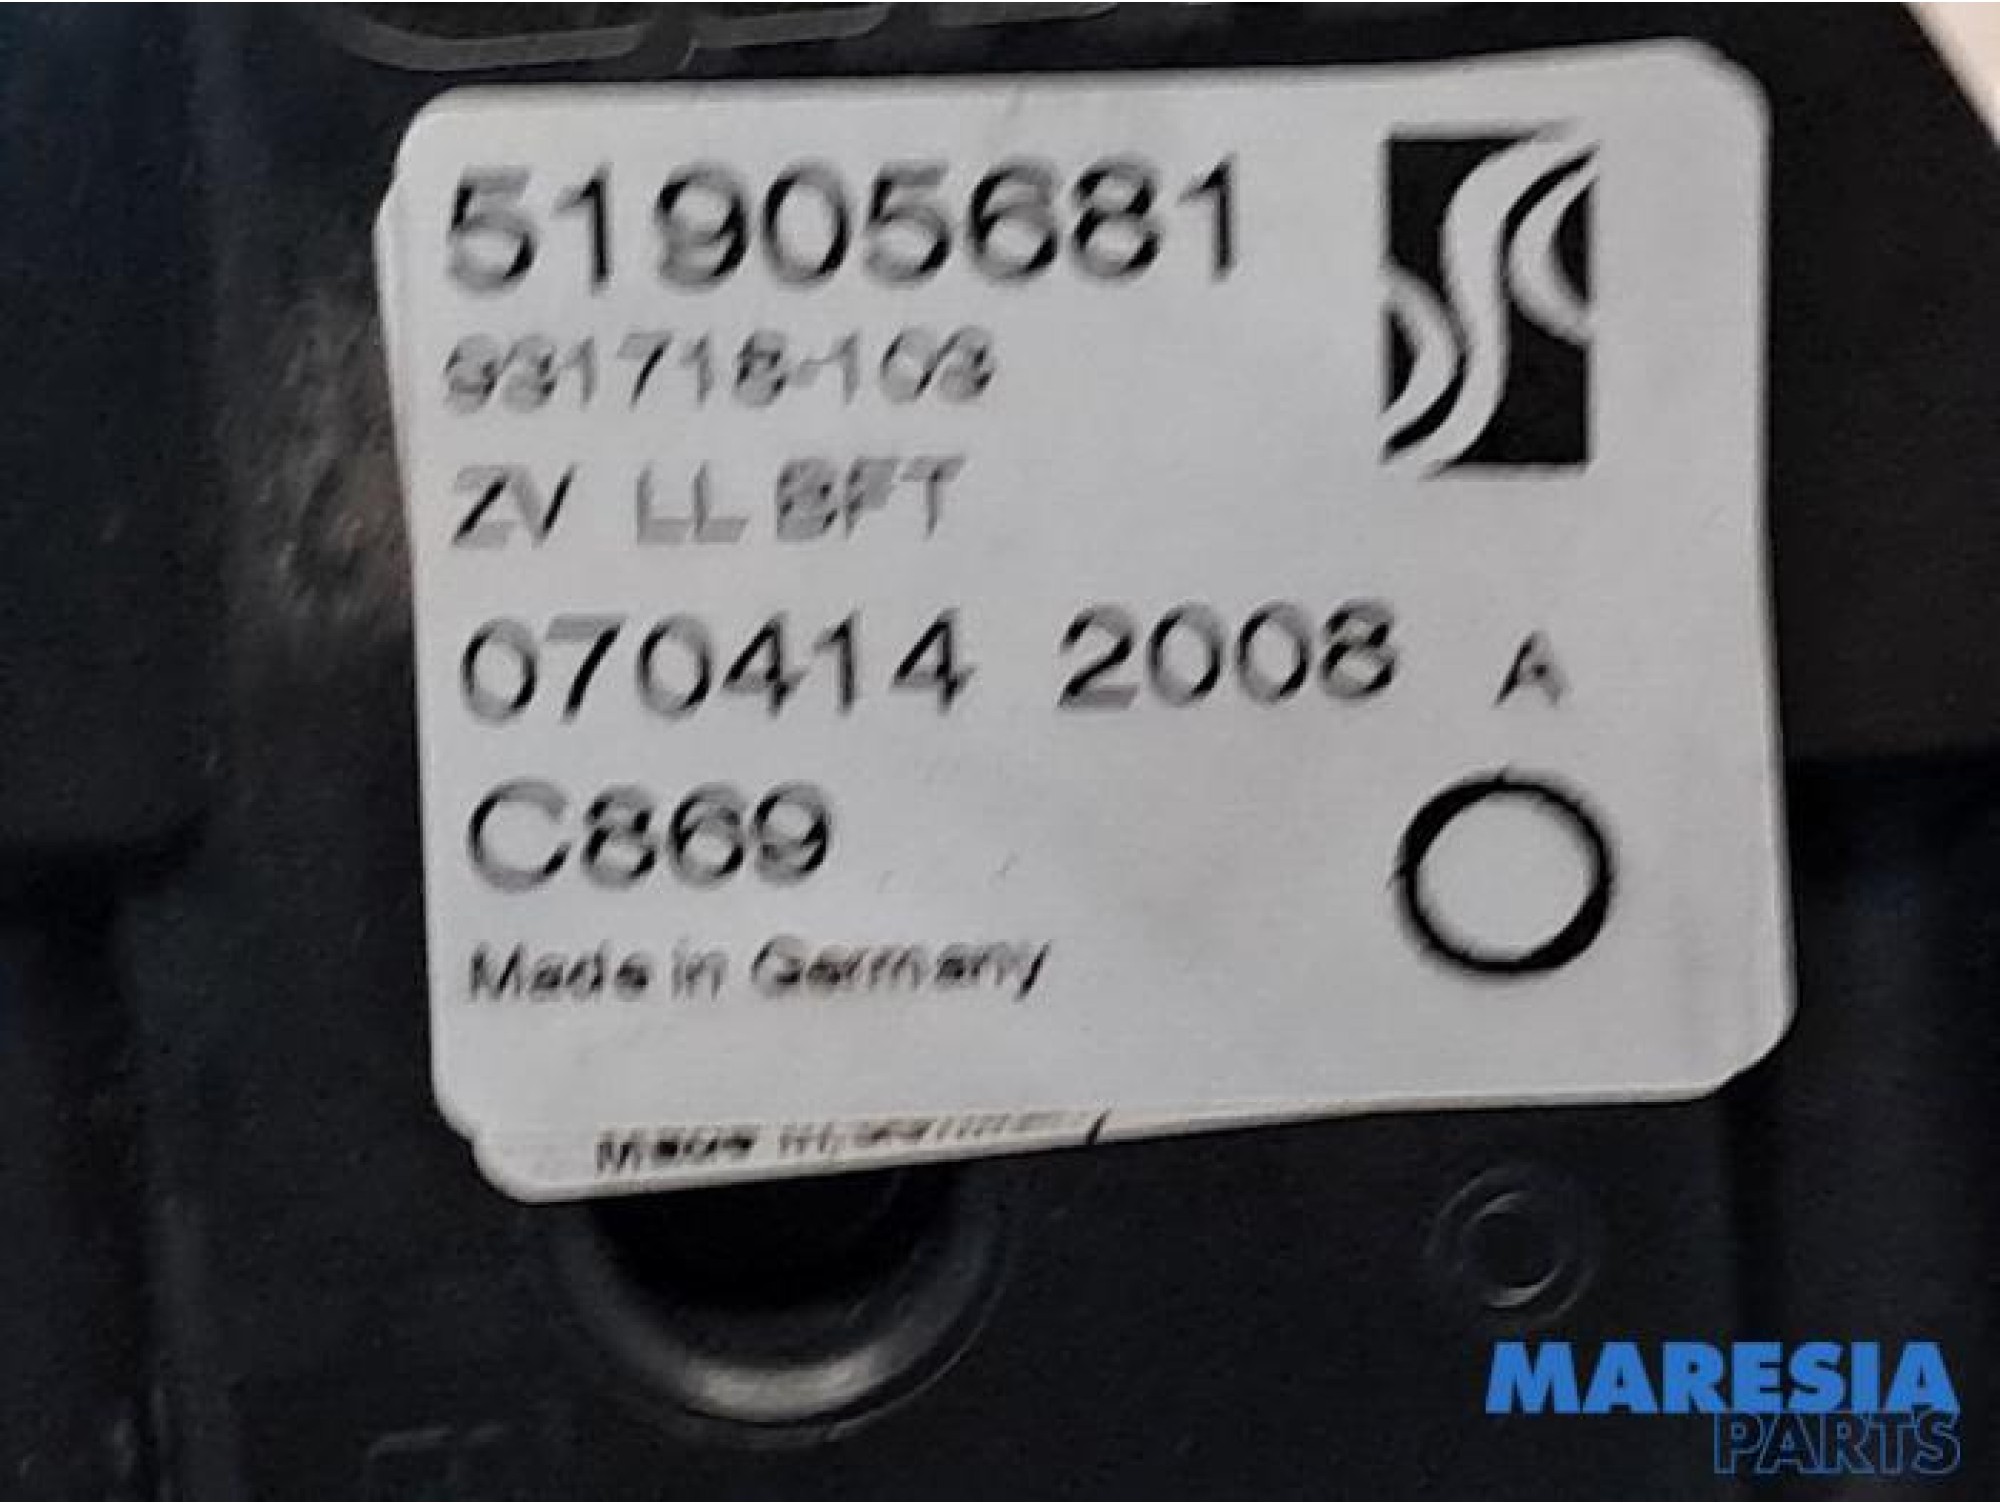 51905681
931718-103
ZV LL BFT
070414 2008 A
C869
Made in Germany
MARESIA
PARTS